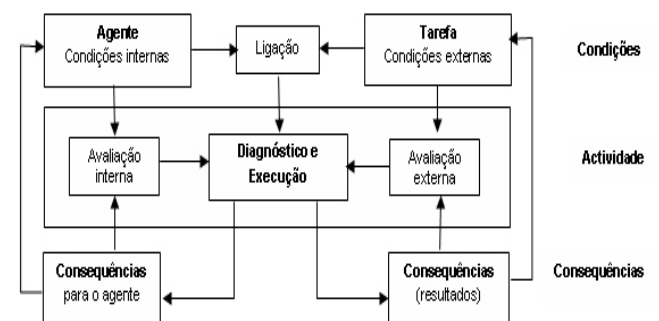 Agente
Condições internas
Ligação
Tarefa
Condições externas
Condições
Avaliação
interna
Diagnóstico e
Execução
Avaliação
externa
Actividade
Consequências
para o agente
Consequências
(resultados)
Consequências